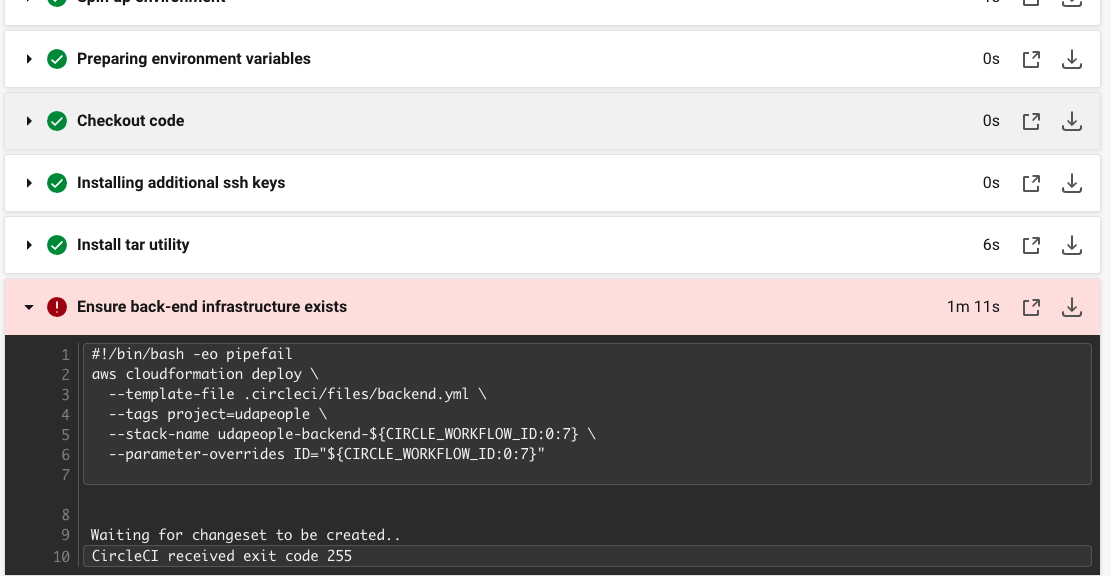 Spin up environment 1s
Preparing environment variables 0s
Checkout code 0s
Installing additional ssh keys 0s
Install tar utility 6s
Ensure back-end infrastructure exists 1m 11s
1 #!/bin/bash -eo pipefail
2 aws cloudformation deploy \
3 --template-file .circleci/files/backend.yml \
4 --tags project=udapeople \
5 --stack-name udapeople-backend-${CIRCLE_WORKFLOW_ID:0:7} \
6 --parameter-overrides ID="${CIRCLE_WORKFLOW_ID:0:7}"
7
8
9 Waiting for changeset to be created..
10 CircleCI received exit code 255